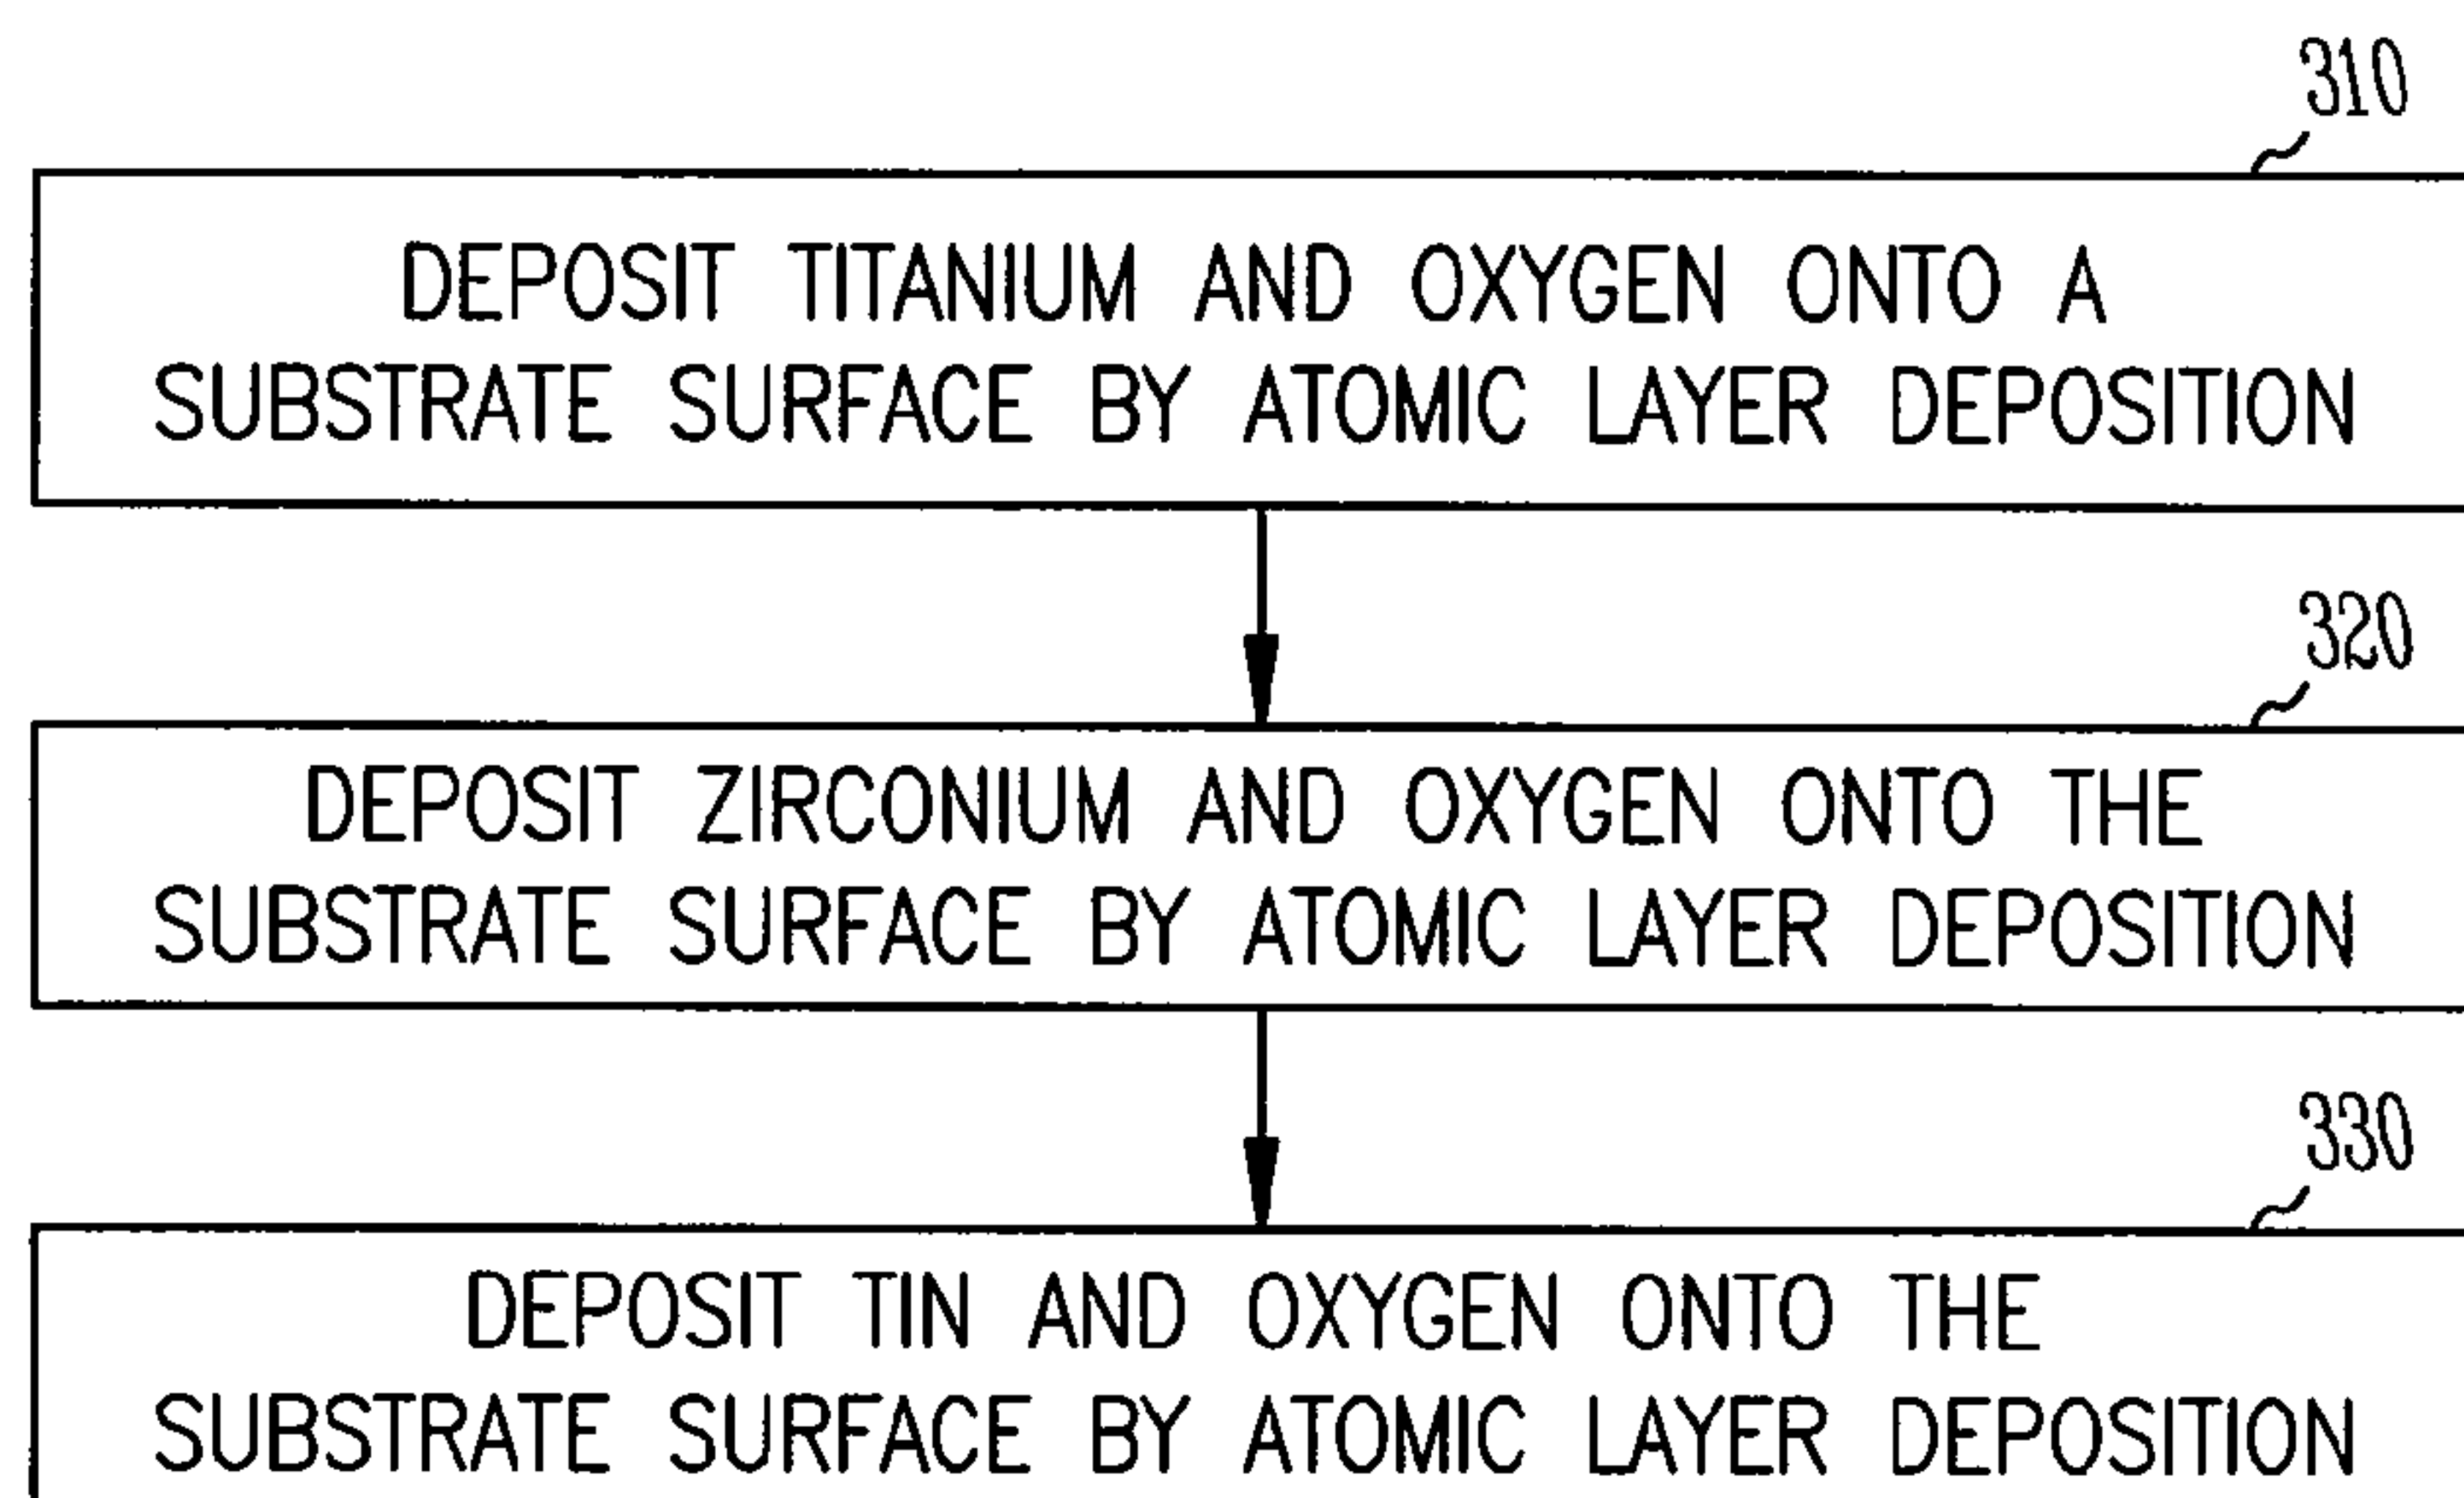 310
DEPOSIT TITANIUM AND OXYGEN ONTO A
SUBSTRATE SURFACE BY ATOMIC LAYER DEPOSITION
320
DEPOSIT ZIRCONIUM AND OXYGEN ONTO THE
SUBSTRATE SURFACE BY ATOMIC LAYER DEPOSITION
330
DEPOSIT TIN AND OXYGEN ONTO THE
SUBSTRATE SURFACE BY ATOMIC LAYER DEPOSITION